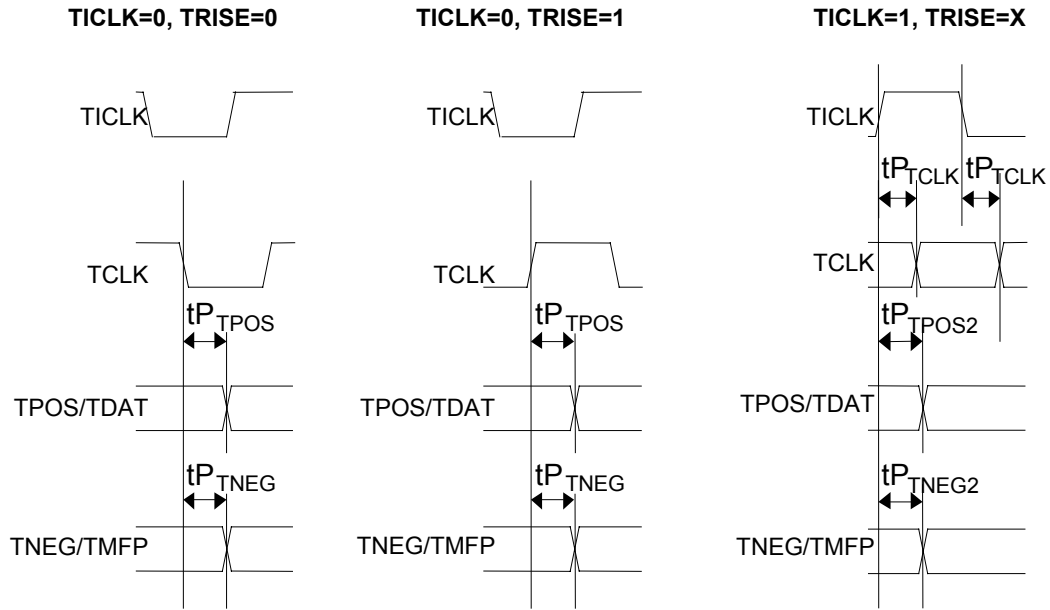 TICLK=0, TRISE=0
TICLK
TCLK
tPTPOS
TPOS/TDAT
tPTNEG
TNEG/TMFP
TICLK=0, TRISE=1
TICLK
TCLK
tPTPOS
TPOS/TDAT
tPTNEG
TNEG/TMFP
TICLK=1, TRISE=X
TICLK
tPTCLK tPTCLK
TCLK
tPTPOS2
TPOS/TDAT
tPTNEG2
TNEG/TMFP